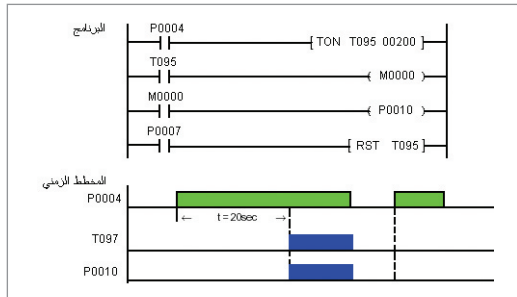 البرنامج
P0004
[ TON T095 00200 ]
T095
( M0000 )
M0000
( P0010 )
P0007
[ RST T095 ]
المخطط الزمني
P0004
t = 20sec
T097
P0010